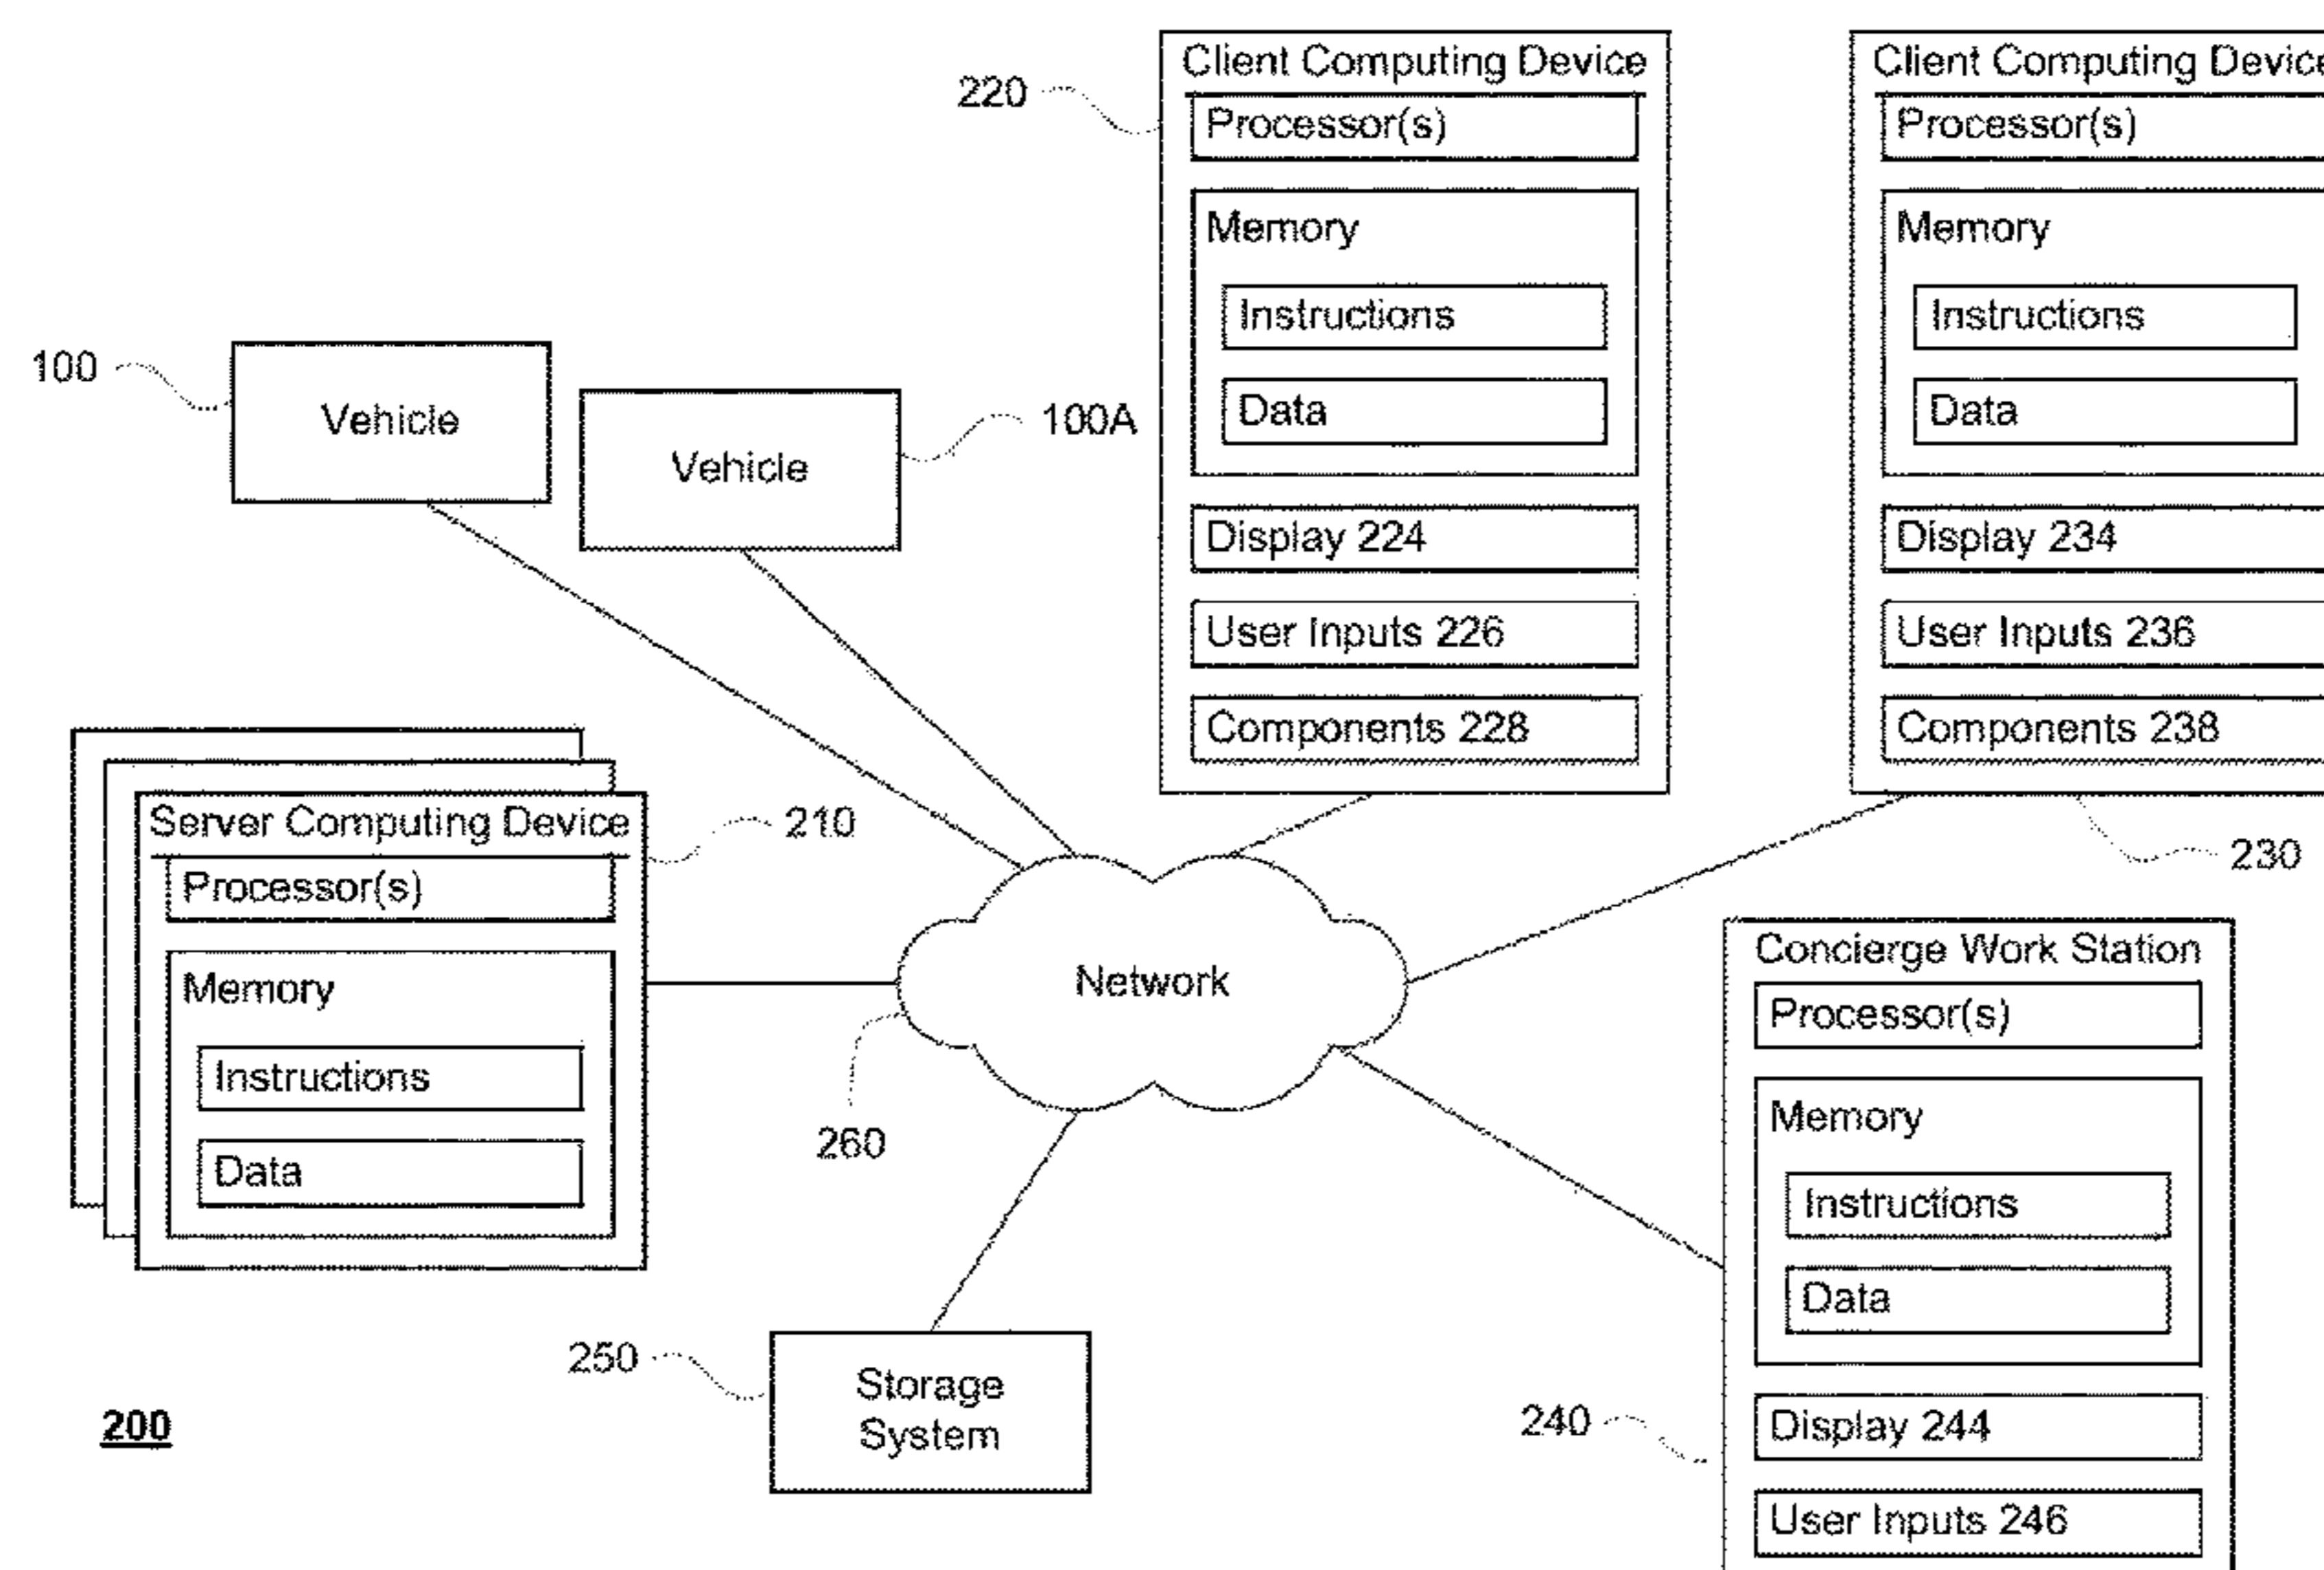 220
Client Computing Device
Processor(s)
Memory
Instructions
Data
Display 224
User Inputs 226
Components 228
Client Computing Device
Processor(s)
Memory
Instructions
Data
Display 234
User Inputs 236
Components 238
230
100
Vehicle
Vehicle
100A
Server Computing Device
210
Processor(s)
Memory
Instructions
Data
Network
260
Concierge Work Station
Processor(s)
Memory
Instructions
Data
Display 244
User Inputs 246
240
250
Storage
System
200